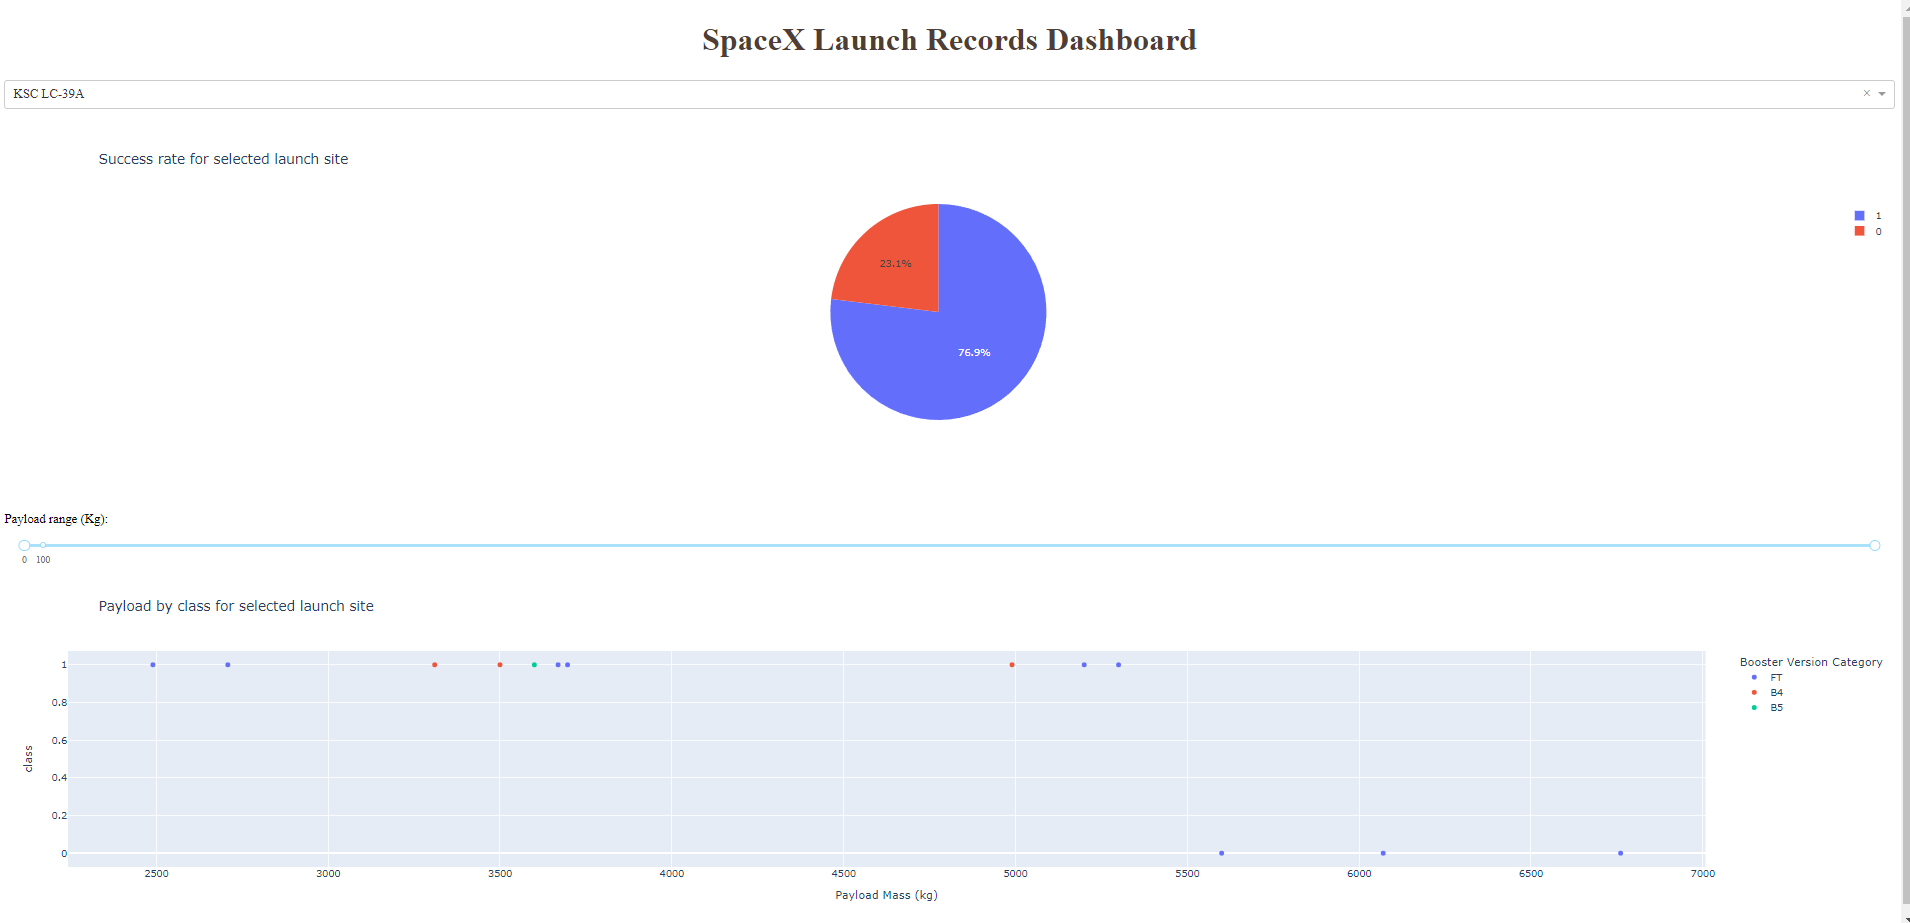 SpaceX Launch Records Dashboard
KSC LC-39A
×
Success rate for selected launch site
1
0
23.1%
76.9%
Payload range (Kg):
0 100
Payload by class for selected launch site
Booster Version Category
FT
B4
B5
1
0.8
0.6
0.4
0.2
0
class
2500 3000 3500 4000 4500 5000 5500 6000 6500 7000
Payload Mass (kg)